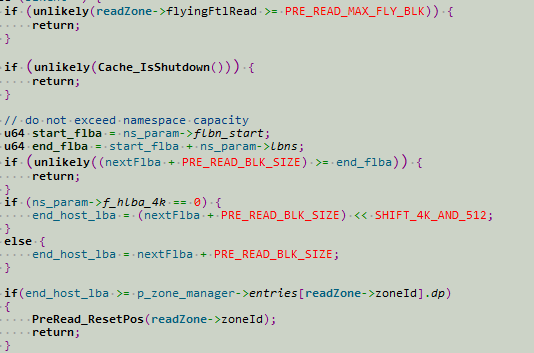 if (unlikely(readZone->flyingFtlRead >= PRE_READ_MAX_FLY_BLK)) {
return;
}
if (unlikely(Cache_IsShutdown())) {
return;
}
// do not exceed namespace capacity
u64 start_flba = ns_param->flbn_start;
u64 end_flba = start_flba + ns_param->lbns;
if (unlikely((nextFlba + PRE_READ_BLK_SIZE) >= end_flba)) {
return;
}
if (ns_param->f_hlba_4k == 0) {
end_host_lba = (nextFlba + PRE_READ_BLK_SIZE) << SHIFT_4K_AND_512;
}
else {
end_host_lba = nextFlba + PRE_READ_BLK_SIZE;
}
if(end_host_lba >= p_zone_manager->entries[readZone->zoneId].dp)
{
PreRead_ResetPos(readZone->zoneId);
return;
}